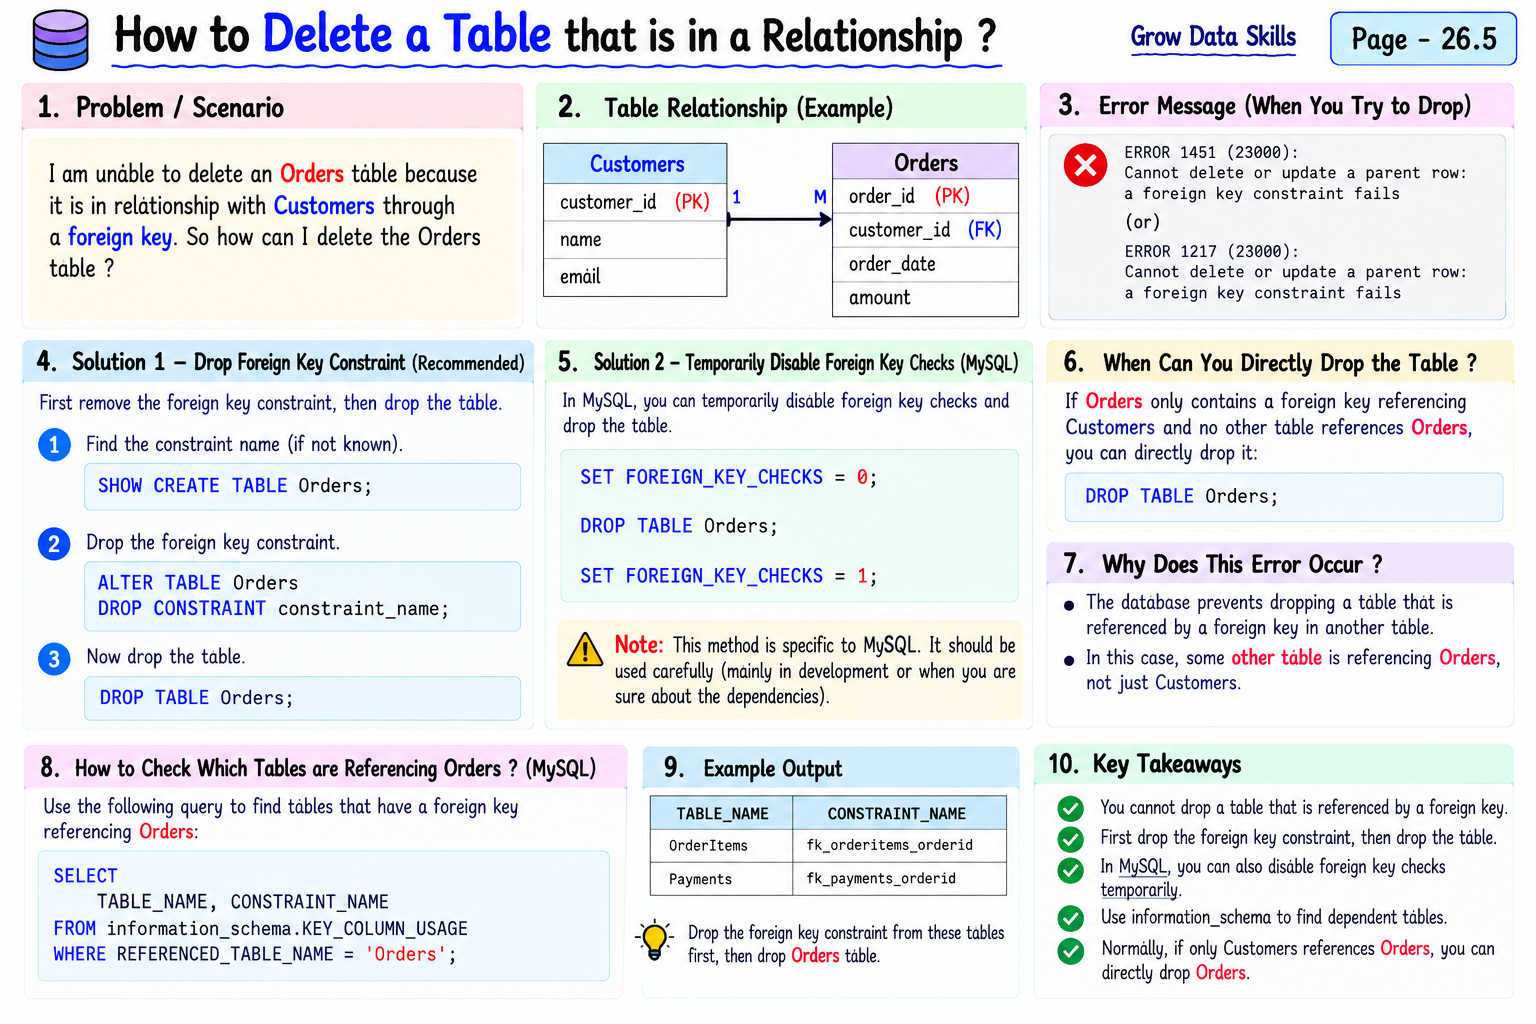 How to Delete a Table that is in a Relationship ?
Grow Data Skills
Page - 26.5
1. Problem / Scenario
I am unable to delete an Orders table because
it is in relationship with Customers through
a foreign key. So how can I delete the Orders
table ?
2. Table Relationship (Example)
Customers
customer_id (PK)
name
email
1 M
Orders
order_id (PK)
customer_id (FK)
order_date
amount
3. Error Message (When You Try to Drop)
ERROR 1451 (23000):
Cannot delete or update a parent row:
a foreign key constraint fails
(or)
ERROR 1217 (23000):
Cannot delete or update a parent row:
a foreign key constraint fails
4. Solution 1 – Drop Foreign Key Constraint (Recommended)
First remove the foreign key constraint, then drop the table.
1 Find the constraint name (if not known).
SHOW CREATE TABLE Orders;
2 Drop the foreign key constraint.
ALTER TABLE Orders
DROP CONSTRAINT constraint_name;
3 Now drop the table.
DROP TABLE Orders;
5. Solution 2 – Temporarily Disable Foreign Key Checks (MySQL)
In MySQL, you can temporarily disable foreign key checks and
drop the table.
SET FOREIGN_KEY_CHECKS = 0;
DROP TABLE Orders;
SET FOREIGN_KEY_CHECKS = 1;
Note: This method is specific to MySQL. It should be
used carefully (mainly in development or when you are
sure about the dependencies).
6. When Can You Directly Drop the Table ?
If Orders only contains a foreign key referencing
Customers and no other table references Orders,
you can directly drop it:
DROP TABLE Orders;
7. Why Does This Error Occur ?
● The database prevents dropping a table that is
referenced by a foreign key in another table.
● In this case, some other table is referencing Orders,
not just Customers.
8. How to Check Which Tables are Referencing Orders ? (MySQL)
Use the following query to find tables that have a foreign key
referencing Orders:
SELECT
TABLE_NAME, CONSTRAINT_NAME
FROM information_schema.KEY_COLUMN_USAGE
WHERE REFERENCED_TABLE_NAME = 'Orders';
9. Example Output
TABLE_NAME CONSTRAINT_NAME
OrderItems fk_orderitems_orderid
Payments fk_payments_orderid
Drop the foreign key constraint from these tables
first, then drop Orders table.
10. Key Takeaways
You cannot drop a table that is referenced by a foreign key.
First drop the foreign key constraint, then drop the table.
In MySQL, you can also disable foreign key checks
temporarily.
Use information_schema to find dependent tables.
Normally, if only Customers references Orders, you can
directly drop Orders.